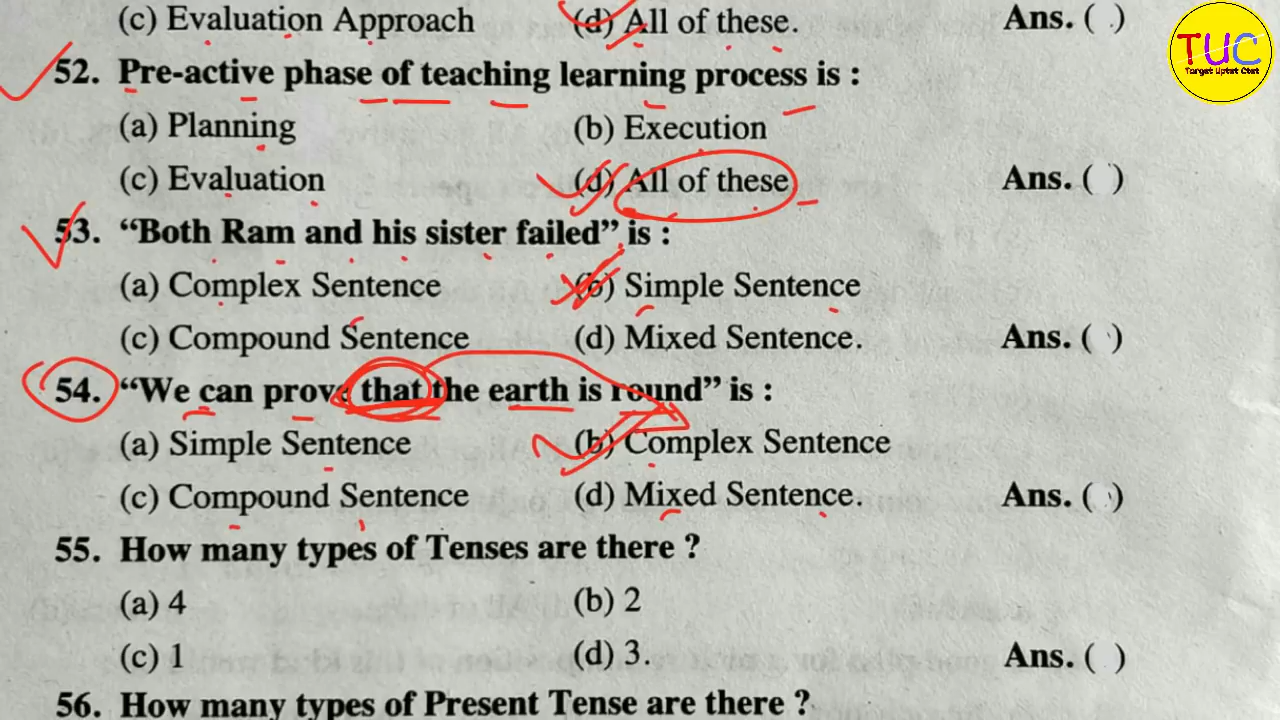 (c) Evaluation Approach (d) All of these. Ans. ( )
TUC
Target Uptet Ctet
52. Pre-active phase of teaching learning process is :
(a) Planning (b) Execution
(c) Evaluation (d) All of these Ans. ( )
53. “Both Ram and his sister failed” is :
(a) Complex Sentence (b) Simple Sentence
(c) Compound Sentence (d) Mixed Sentence. Ans. ( )
54. “We can prove that the earth is round” is :
(a) Simple Sentence (b) Complex Sentence
(c) Compound Sentence (d) Mixed Sentence. Ans. ( )
55. How many types of Tenses are there ?
(a) 4 (b) 2
(c) 1 (d) 3. Ans. ( )
56. How many types of Present Tense are there ?